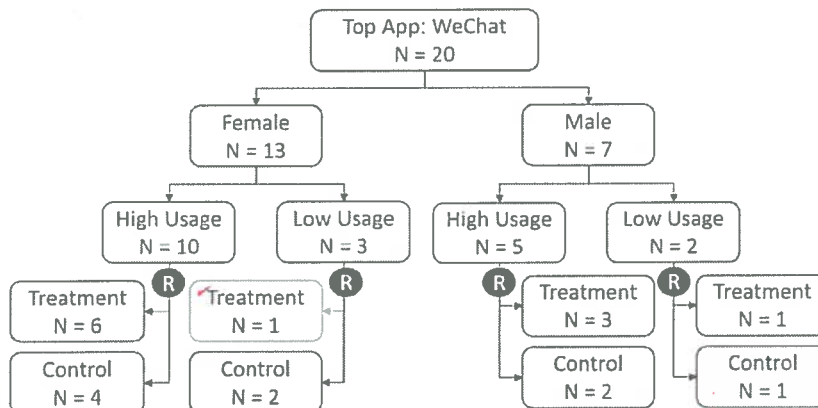 Top App: WeChat
N = 20
Female
N = 13
Male
N = 7
High Usage
N = 10
Low Usage
N = 3
High Usage
N = 5
Low Usage
N = 2
R
R
R
R
Treatment
N = 6
Treatment
N = 1
Treatment
N = 3
Treatment
N = 1
Control
N = 4
Control
N = 2
Control
N = 2
Control
N = 1